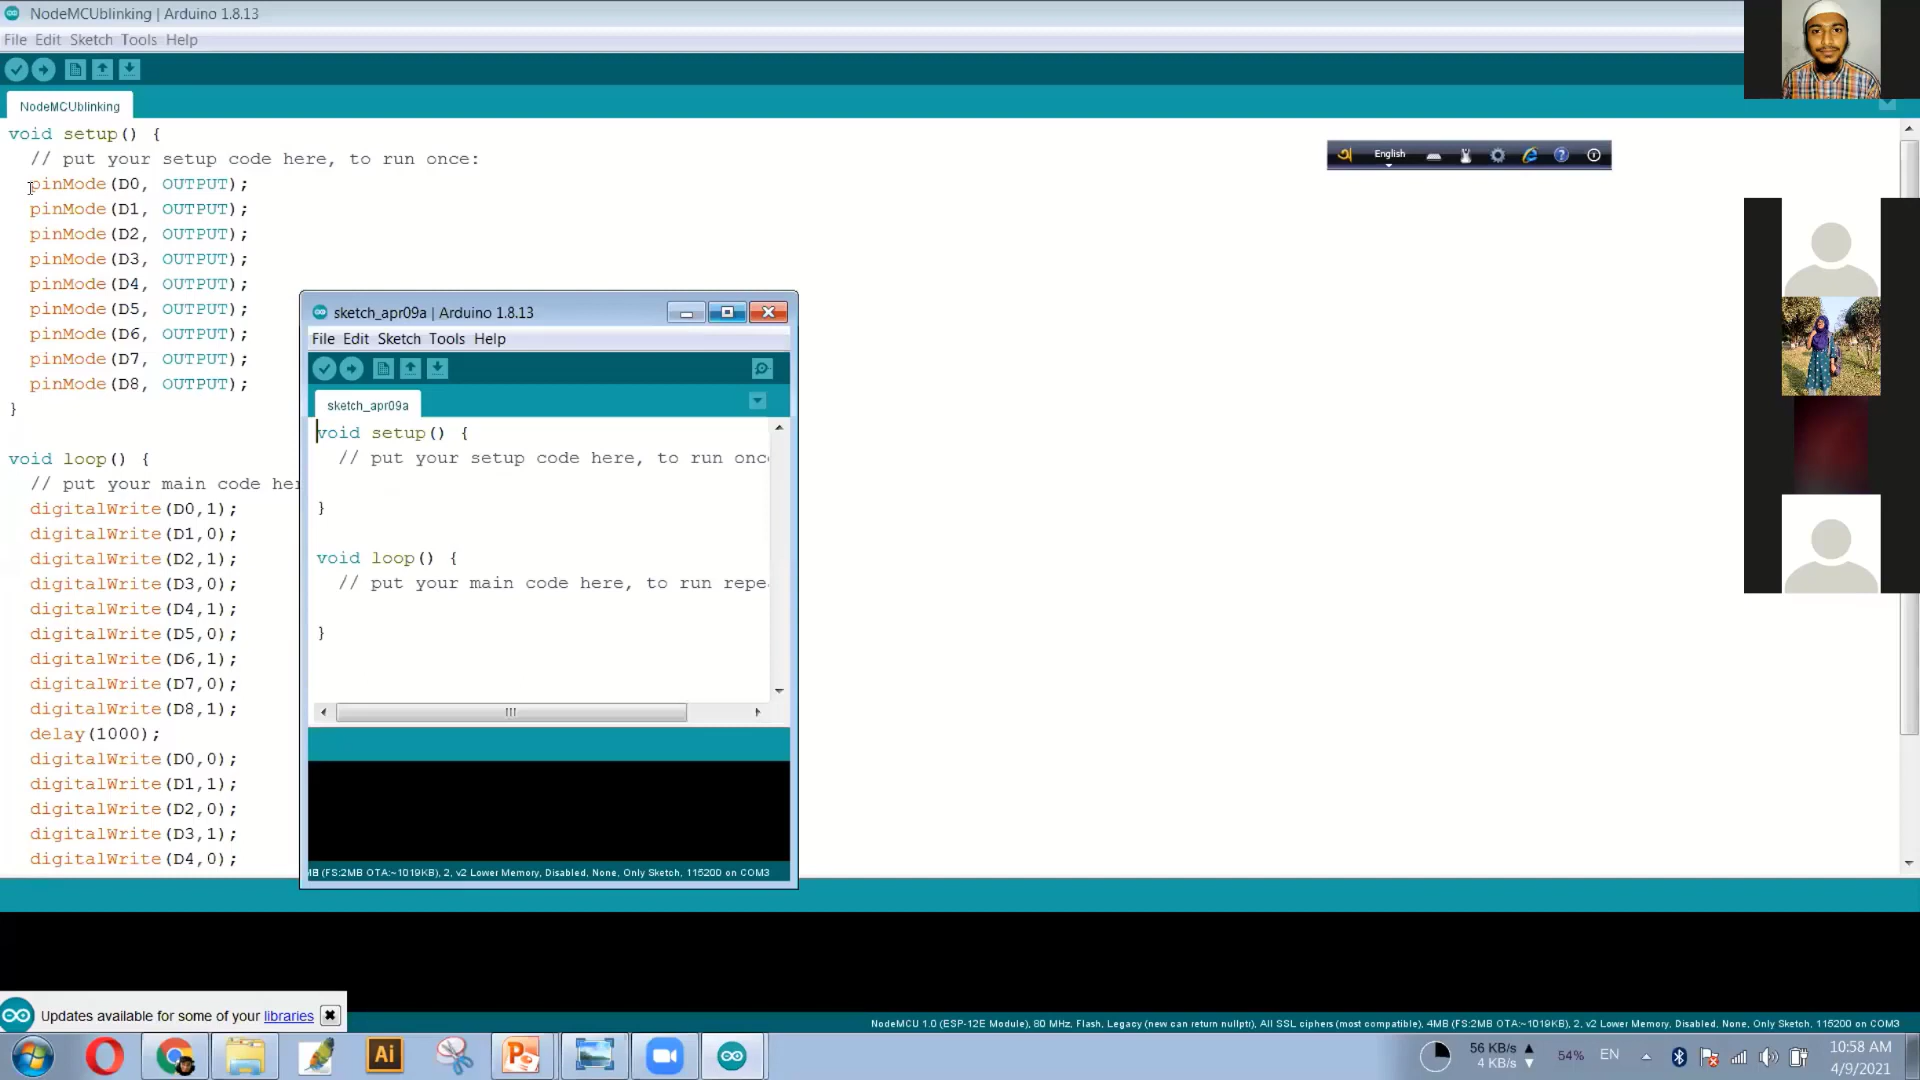 NodeMCUblinking | Arduino 1.8.13
File Edit Sketch Tools Help
NodeMCUblinking
void setup() {
// put your setup code here, to run once:
pinMode(D0, OUTPUT);
pinMode(D1, OUTPUT);
pinMode(D2, OUTPUT);
pinMode(D3, OUTPUT);
pinMode(D4, OUTPUT);
pinMode(D5, OUTPUT);
pinMode(D6, OUTPUT);
pinMode(D7, OUTPUT);
pinMode(D8, OUTPUT);
}
void loop() {
// put your main code her
digitalWrite(D0,1);
digitalWrite(D1,0);
digitalWrite(D2,1);
digitalWrite(D3,0);
digitalWrite(D4,1);
digitalWrite(D5,0);
digitalWrite(D6,1);
digitalWrite(D7,0);
digitalWrite(D8,1);
delay(1000);
digitalWrite(D0,0);
digitalWrite(D1,1);
digitalWrite(D2,0);
digitalWrite(D3,1);
digitalWrite(D4,0);
অ English
sketch_apr09a | Arduino 1.8.13
File Edit Sketch Tools Help
sketch_apr09a
void setup() {
// put your setup code here, to run onc
}
void loop() {
// put your main code here, to run repe
}
MB (FS:2MB OTA:~1019KB), 2, v2 Lower Memory, Disabled, None, Only Sketch, 115200 on COM3
Updates available for some of your libraries
NodeMCU 1.0 (ESP-12E Module), 80 MHz, Flash, Legacy (new can return nullptr), All SSL ciphers (most compatible), 4MB (FS:2MB OTA:~1019KB), 2, v2 Lower Memory, Disabled, None, Only Sketch, 115200 on COM3
Ai
56 KB/s
4 KB/s
54%
EN
10:58 AM
4/9/2021